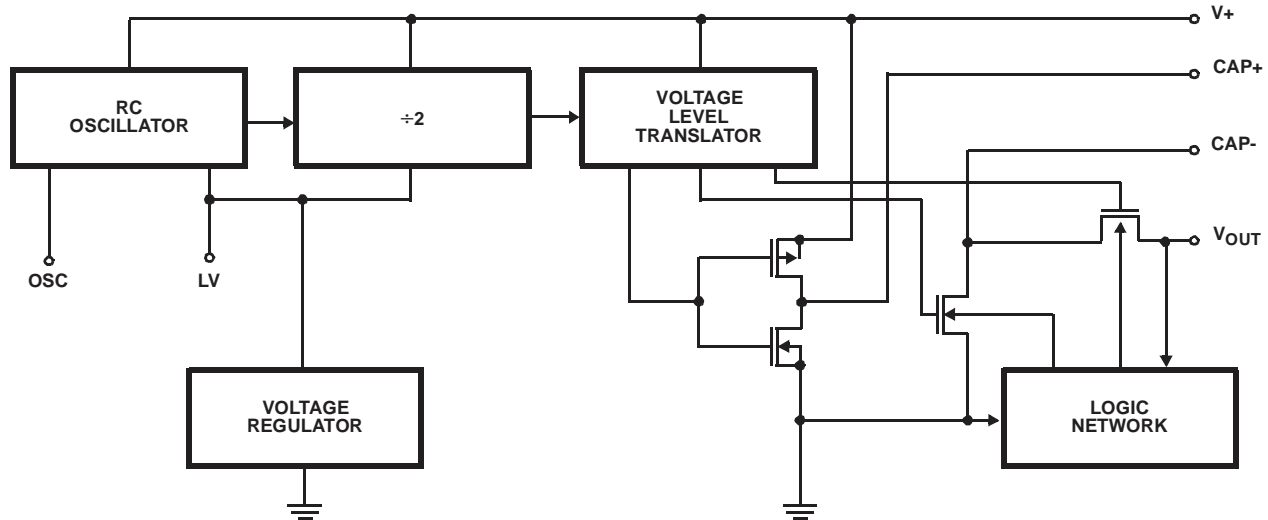 V+
CAP+
RC
OSCILLATOR
÷2
VOLTAGE
LEVEL
TRANSLATOR
CAP-
VOUT
OSC
LV
VOLTAGE
REGULATOR
LOGIC
NETWORK